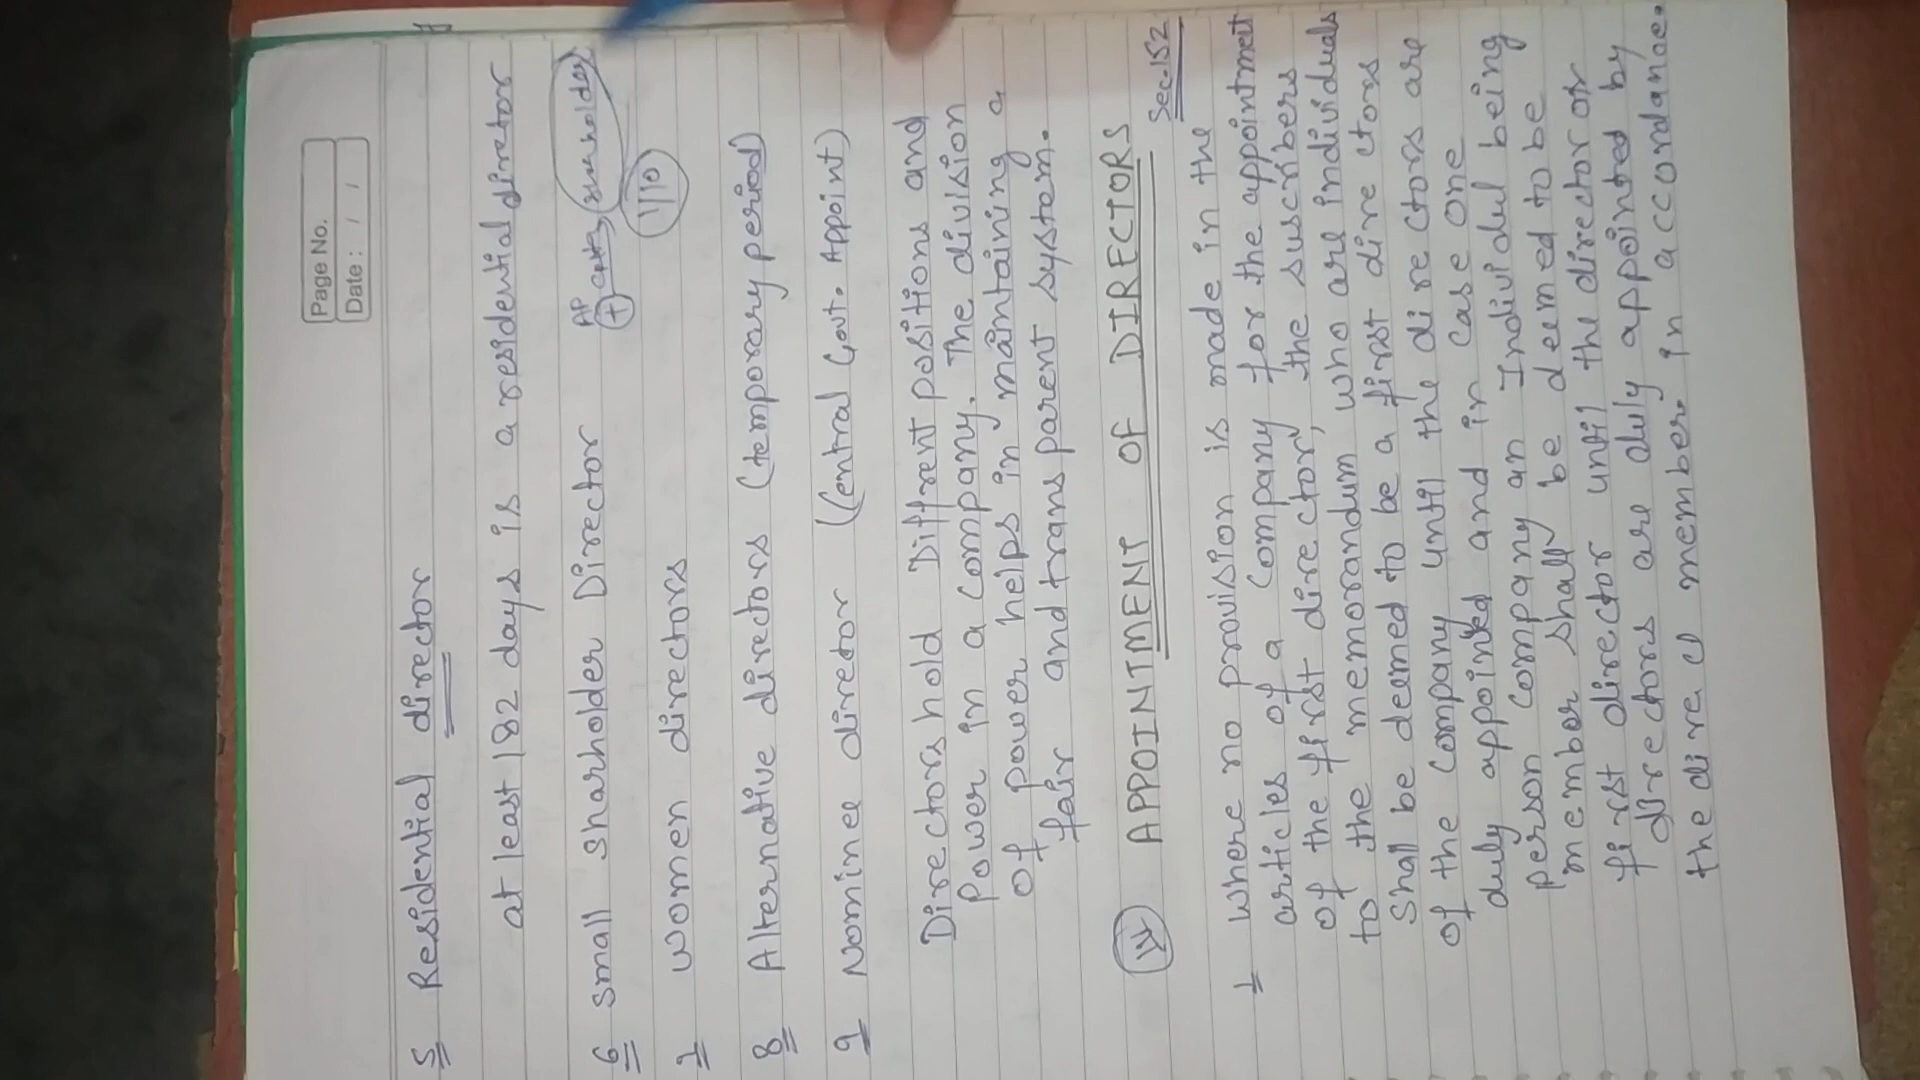 Page No.
Date: / /
5 Residential director
at least 182 days is a residential director
6 Small sharholder Director
AP
+
1/10
7 women directors
8 Alternative directors (temporary period)
9 Nominee director (Central Govt. Appoint)
Directors hold Diffrent positions and
Power in a company. The division
of power helps in maintaining a
fair and transparent system.
APPOINTMENT OF DIRECTORS
Sec.152
1 where no provision is made in the
articles of a company for the appointment
of the first director, the suscribers
to the memorandum who are individuals
Shall be deemed to be a first directors
of the company until the directors are
duly appointed and in case one
person company an Individul being
member shall be deemed to be
first director until the director or
directors are duly appointed by
the member in accordance.